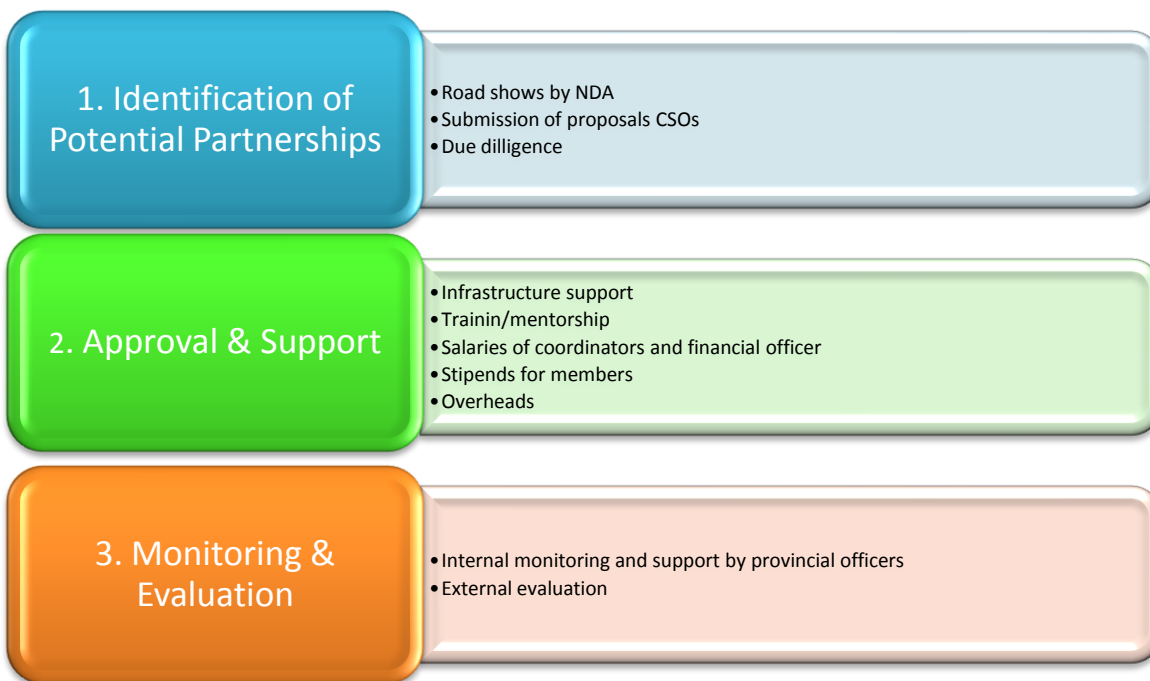 1. Identification of
Potential Partnerships
•Road shows by NDA
•Submission of proposals CSOs
•Due dilligence
2. Approval & Support
•Infrastructure support
•Trainin/mentorship
•Salaries of coordinators and financial officer
•Stipends for members
•Overheads
3. Monitoring &
Evaluation
•Internal monitoring and support by provincial officers
•External evaluation